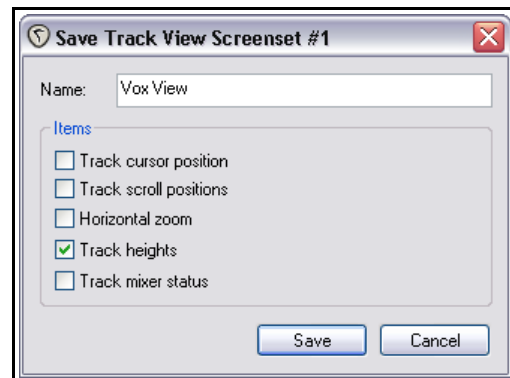 Save Track View Screenset #1
Name: Vox View
Items
Track cursor position
Track scroll positions
Horizontal zoom
Track heights
Track mixer status
Save Cancel